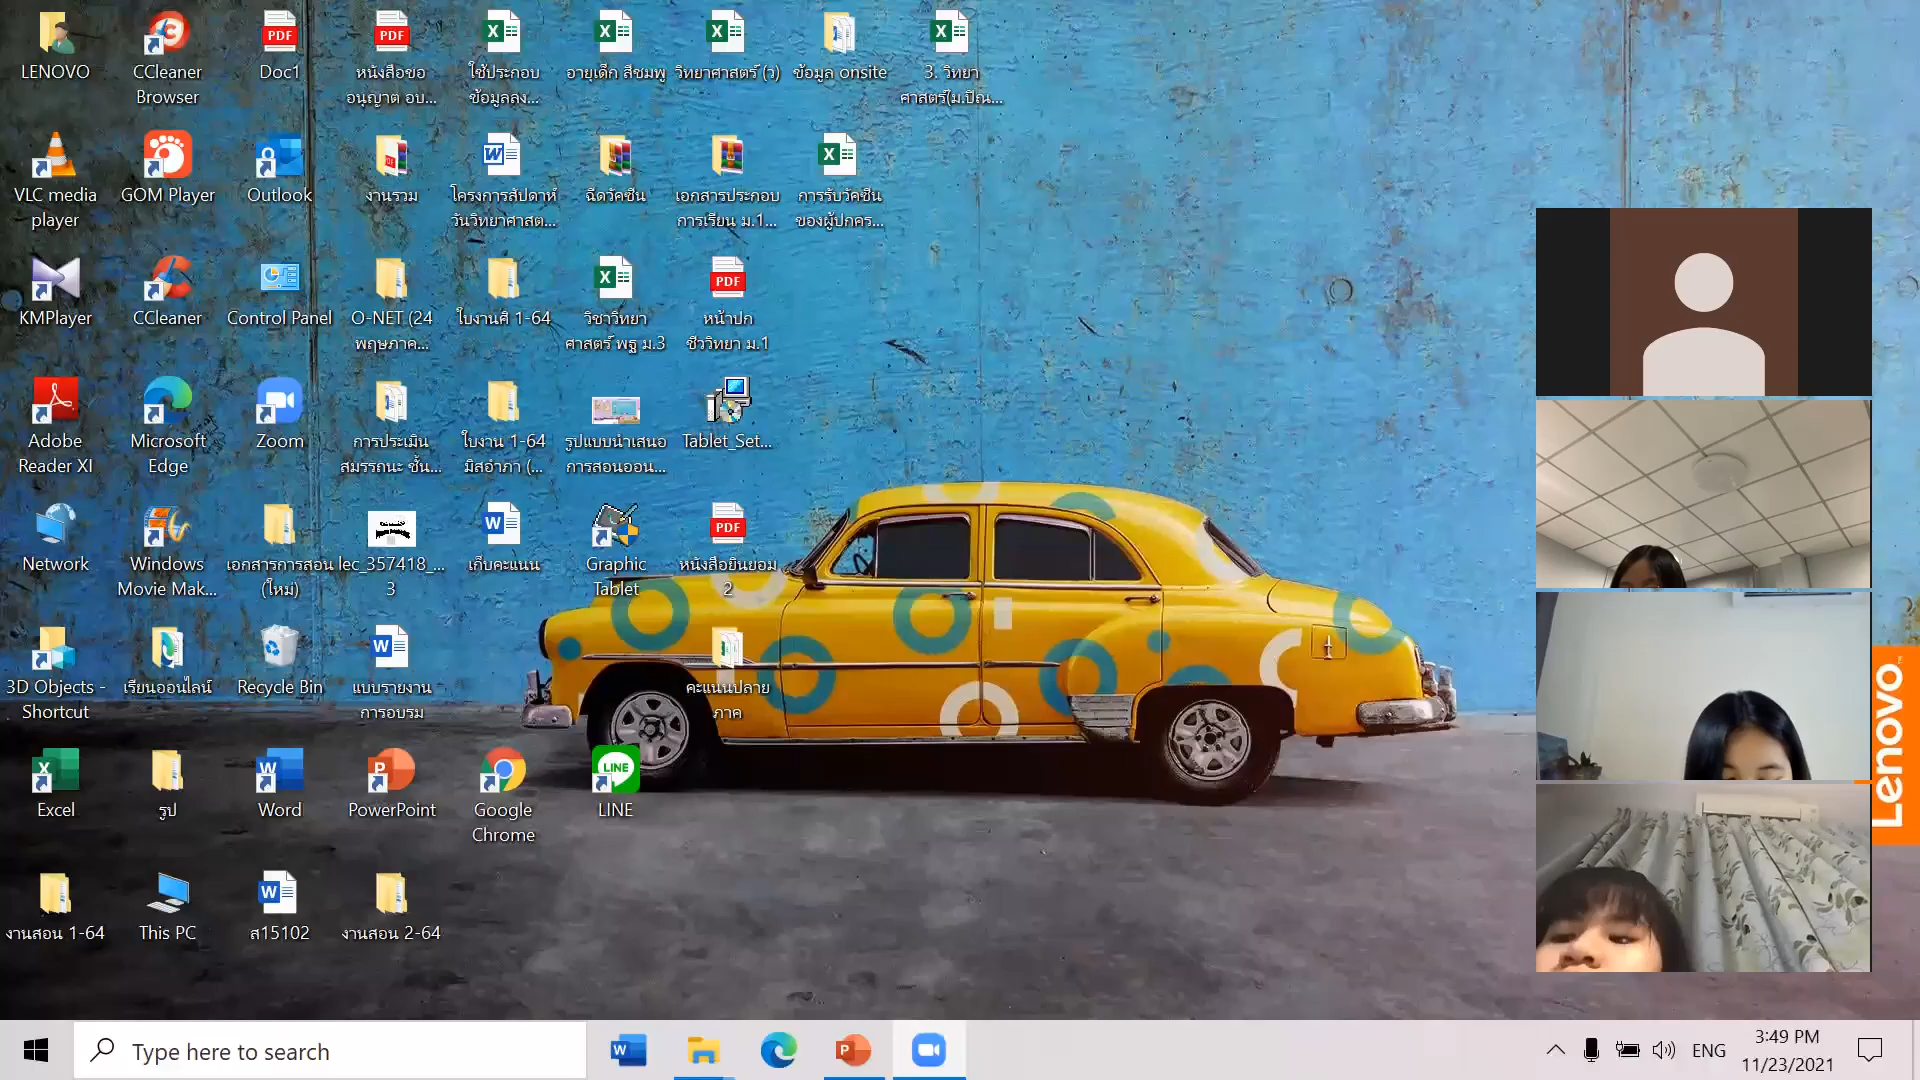 LENOVO
CCleaner
Browser
Doc1
หนังสือขอ
อนุญาต อบ...
ใช้ประกอบ
ข้อมูลลง...
อายุเด็ก สีชมพู
วิทยาศาสตร์ (ว)
ข้อมูล onsite
3. วิทยา
ศาสตร์(ม.ปิณ...
VLC media
player
GOM Player
Outlook
งานรวม
โครงการสัปดาห์
วันวิทยาศาสต...
ฉีดวัคซีน
เอกสารประกอบ
การเรียน ม.1...
การรับวัคซีน
ของผู้ปกคร...
KMPlayer
CCleaner
Control Panel
O-NET (24
พฤษภาค...
ใบงานศิ 1-64
วิชาวิทยา
ศาสตร์ พฐ ม.3
หน้าปก
ชีววิทยา ม.1
Adobe
Reader XI
Microsoft
Edge
Zoom
การประเมิน
สมรรถนะ ชั้น...
ใบงาน 1-64
มิสอำภา (...
รูปแบบนำเสนอ
การสอนออน...
Tablet_Set...
Network
Windows
Movie Mak...
เอกสารการสอน
(ใหม่)
lec_357418_...
3
เก็บคะแนน
Graphic
Tablet
หนังสือยินยอม
2
3D Objects -
Shortcut
เรียนออนไลน์
Recycle Bin
แบบรายงาน
การอบรม
คะแนนปลาย
ภาค
Excel
รูป
Word
PowerPoint
Google
Chrome
LINE
งานสอน 1-64
This PC
ส15102
งานสอน 2-64
Lenovo
Type here to search
ENG
3:49 PM
11/23/2021